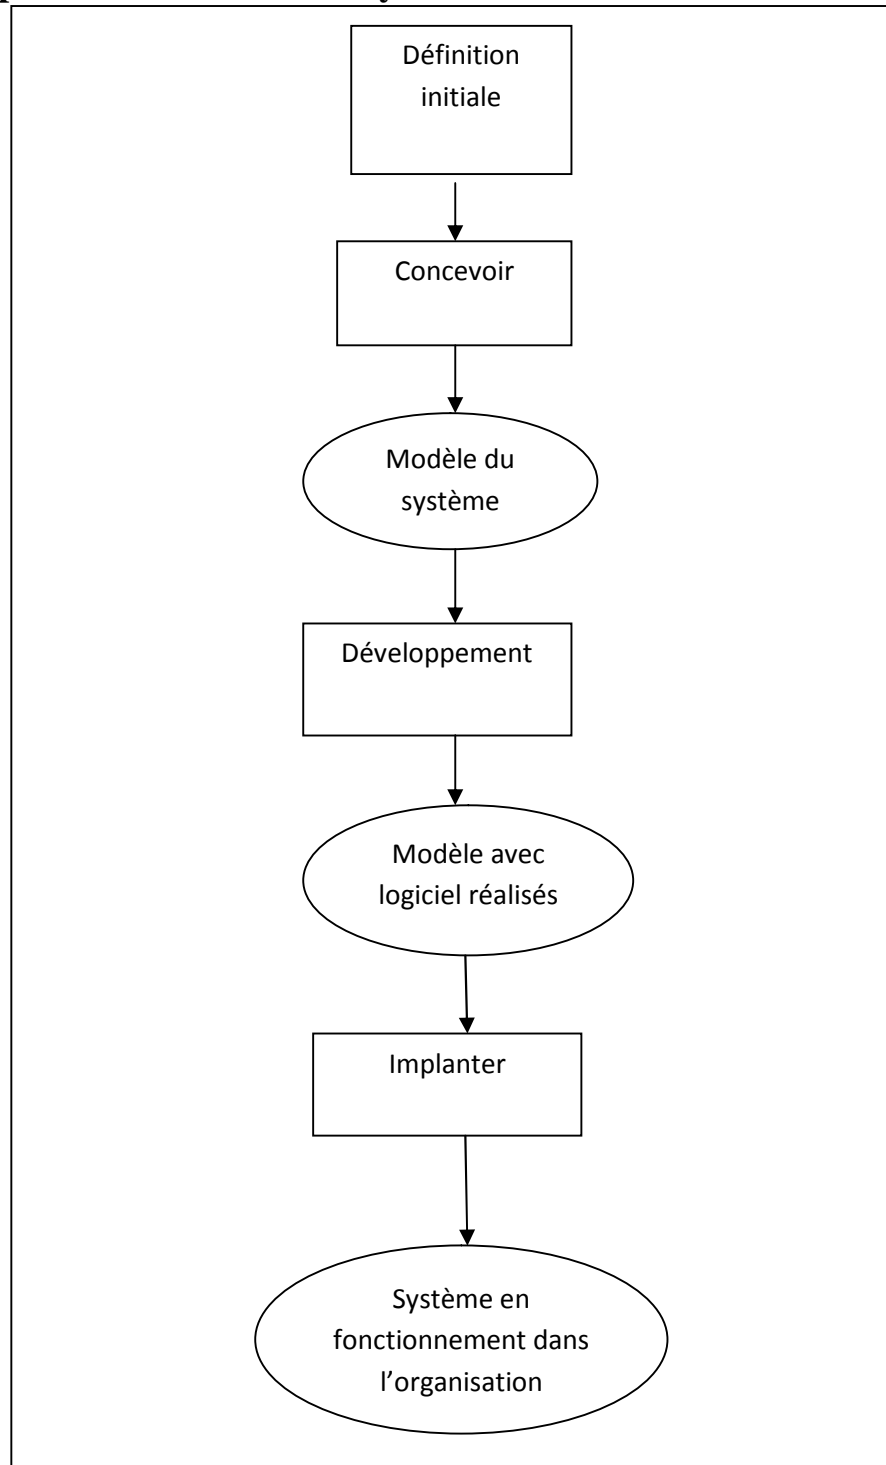 Définition
initiale
Concevoir
Modèle du
système
Développement
Modèle avec
logiciel réalisés
Implanter
Système en
fonctionnement dans
l’organisation